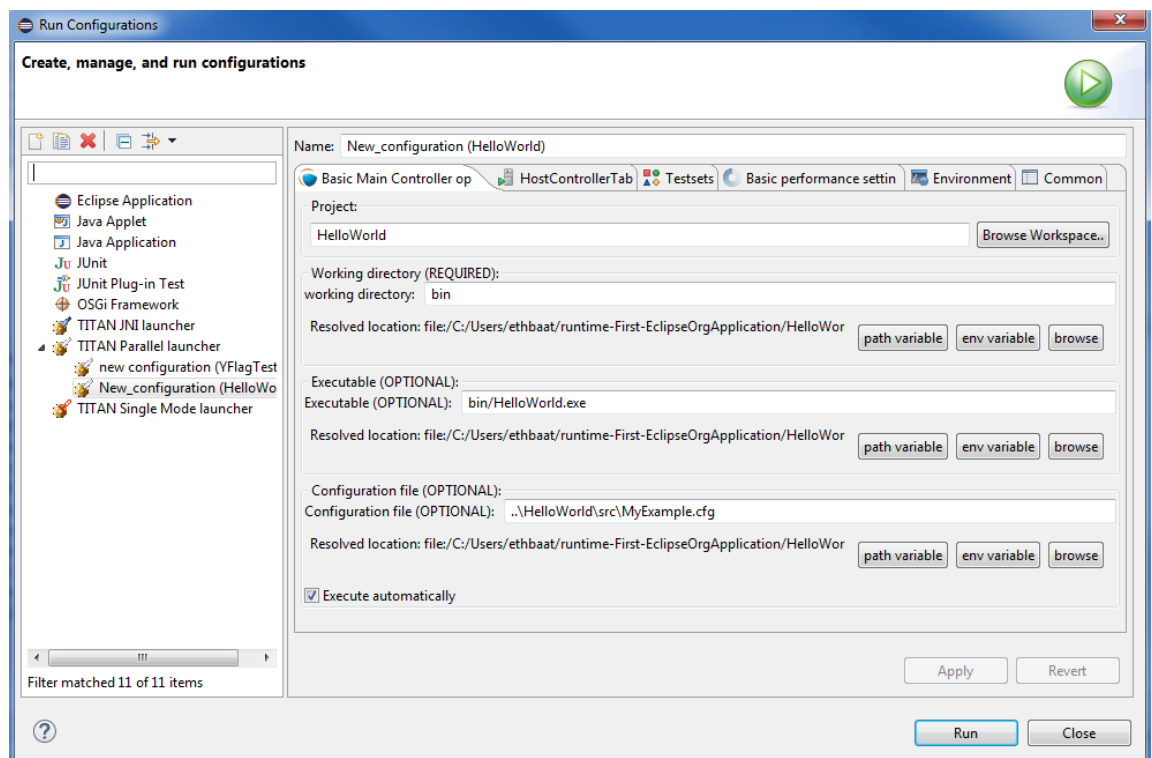 Run Configurations
Create, manage, and run configurations
Eclipse Application
Java Applet
Java Application
JUnit
JUnit Plug-in Test
OSGi Framework
TITAN JNI launcher
TITAN Parallel launcher
new configuration (YFlagTest
New_configuration (HelloWo
TITAN Single Mode launcher
Filter matched 11 of 11 items
Name: New_configuration (HelloWorld)
Basic Main Controller op HostControllerTab Testsets Basic performance settin Environment Common
Project:
HelloWorld Browse Workspace..
Working directory (REQUIRED):
working directory: bin
Resolved location: file:/C:/Users/ethbaat/runtime-First-EclipseOrgApplication/HelloWor path variable env variable browse
Executable (OPTIONAL):
Executable (OPTIONAL): bin/HelloWorld.exe
Resolved location: file:/C:/Users/ethbaat/runtime-First-EclipseOrgApplication/HelloWor path variable env variable browse
Configuration file (OPTIONAL):
Configuration file (OPTIONAL): ..\HelloWorld\src\MyExample.cfg
Resolved location: file:/C:/Users/ethbaat/runtime-First-EclipseOrgApplication/HelloWor path variable env variable browse
Execute automatically
Apply Revert
Run Close